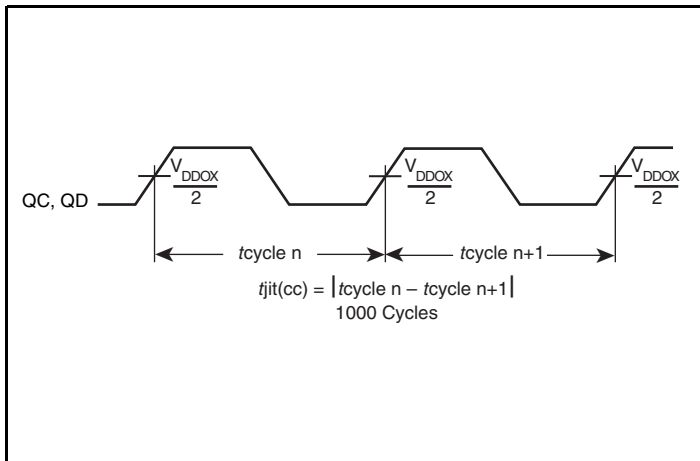 V_DDOX V_DDOX V_DDOX
2 2 2
QC, QD
tcycle n tcycle n+1
tjit(cc) = |tcycle n – tcycle n+1|
1000 Cycles